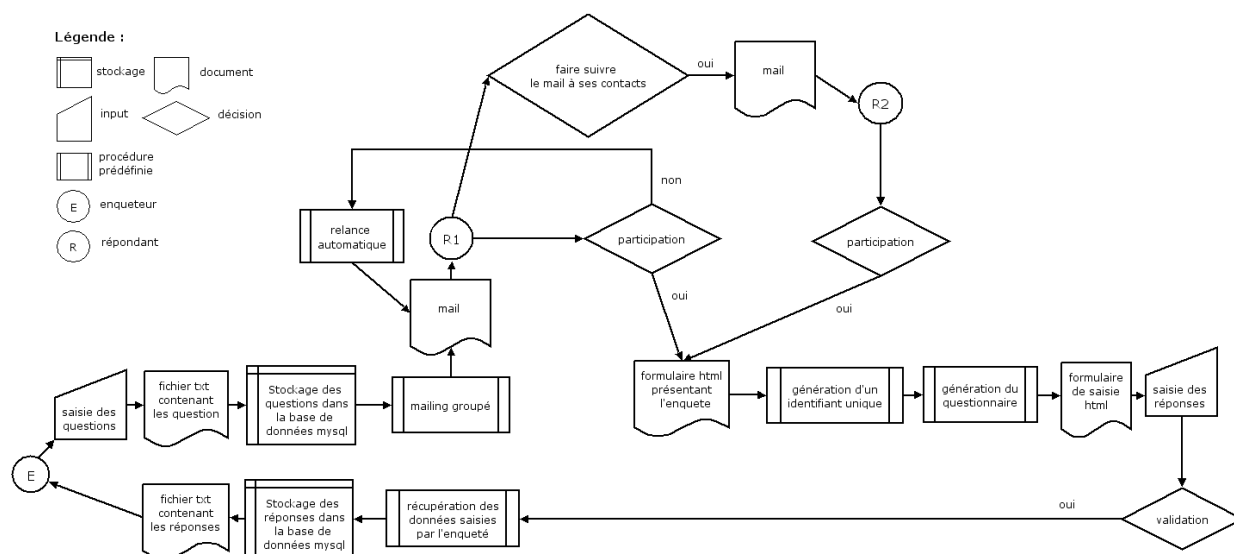 Légende :
stockage
document
input
décision
procédure
prédéfinie
E
enqueteur
R
répondant
faire suivre
le mail à ses contacts
oui
mail
R2
non
relance
automatique
R1
participation
participation
oui
oui
mail
saisie des
questions
fichier txt
contenant
les question
Stockage des
questions dans
la base de
données mysql
mailing groupé
formulaire html
présentant
l'enquete
génération d'un
identifiant unique
génération du
questionnaire
formulaire
de saisie
html
saisie des
réponses
E
fichier txt
contenant
les réponses
Stockage des
réponses dans
la base de
données mysql
récupération des
données saisies
par l'enquété
oui
validation